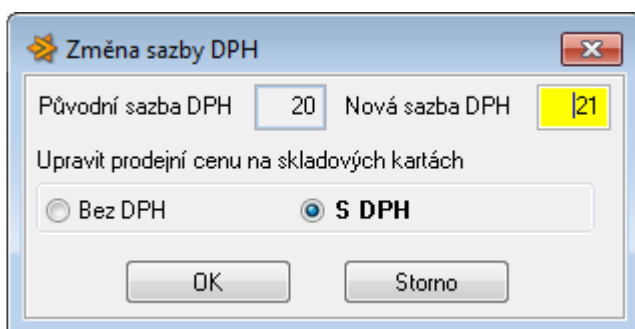 Změna sazby DPH
Původní sazba DPH 20 Nová sazba DPH 21
Upravit prodejní cenu na skladových kartách
Bez DPH S DPH
OK Storno